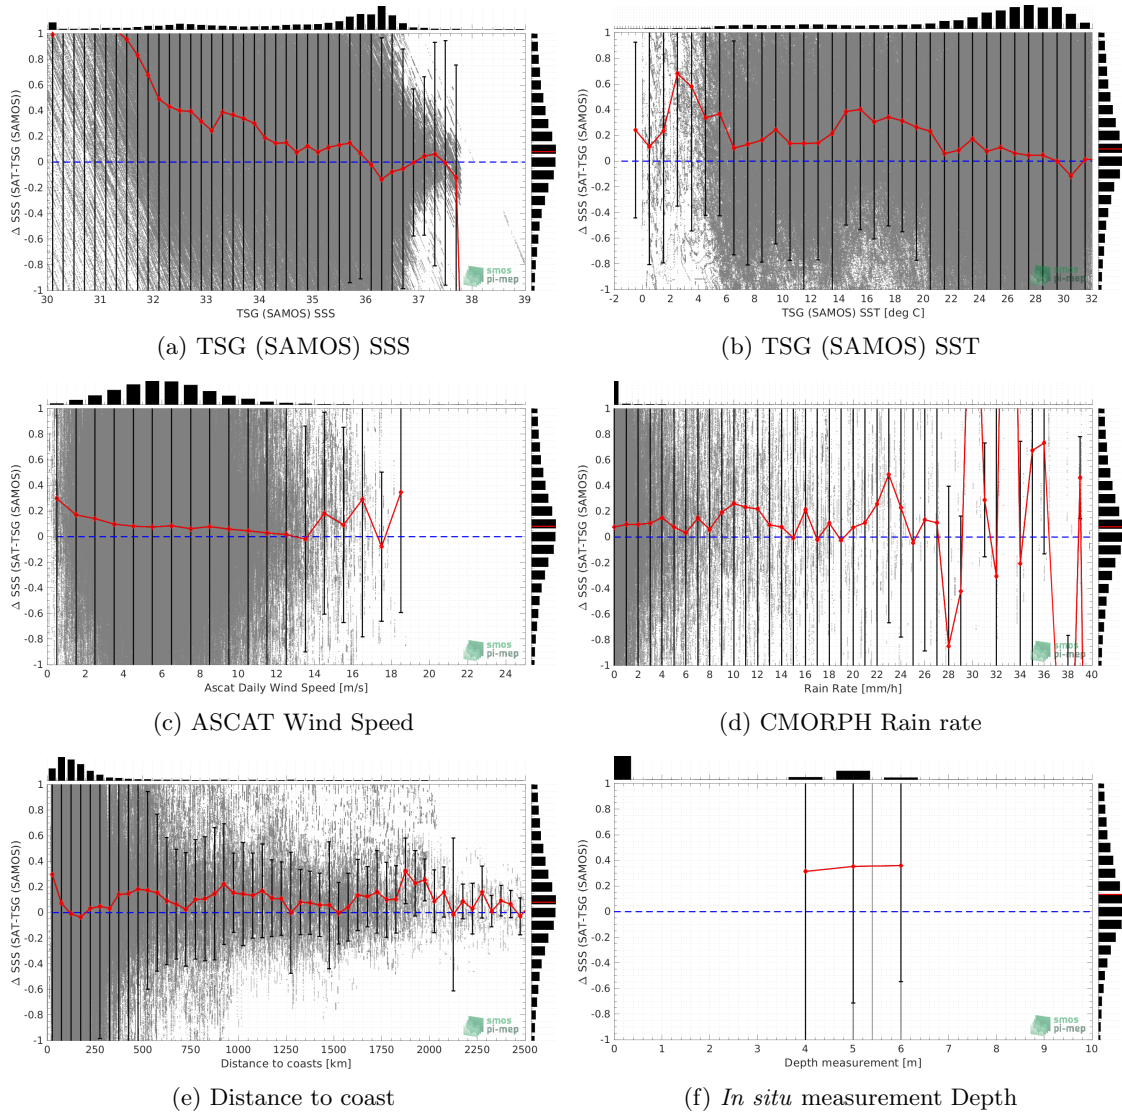 1
0.8
0.6
0.4
0.2
0
-0.2
-0.4
-0.6
-0.8
-1
Δ SSS (SAT-TSG (SAMOS))
30 31 32 33 34 35 36 37 38 39
TSG (SAMOS) SSS
smos
pi-mep
(a) TSG (SAMOS) SSS
1
0.8
0.6
0.4
0.2
0
-0.2
-0.4
-0.6
-0.8
-1
Δ SSS (SAT-TSG (SAMOS))
-2 0 2 4 6 8 10 12 14 16 18 20 22 24 26 28 30 32
TSG (SAMOS) SST [deg C]
smos
pi-mep
(b) TSG (SAMOS) SST
1
0.8
0.6
0.4
0.2
0
-0.2
-0.4
-0.6
-0.8
-1
Δ SSS (SAT-TSG (SAMOS))
0 2 4 6 8 10 12 14 16 18 20 22 24
Ascat Daily Wind Speed [m/s]
smos
pi-mep
(c) ASCAT Wind Speed
1
0.8
0.6
0.4
0.2
0
-0.2
-0.4
-0.6
-0.8
-1
Δ SSS (SAT-TSG (SAMOS))
0 2 4 6 8 10 12 14 16 18 20 22 24 26 28 30 32 34 36 38 40
Rain Rate [mm/h]
smos
pi-mep
(d) CMORPH Rain rate
1
0.8
0.6
0.4
0.2
0
-0.2
-0.4
-0.6
-0.8
-1
Δ SSS (SAT-TSG (SAMOS))
0 250 500 750 1000 1250 1500 1750 2000 2250 2500
Distance to coasts [km]
smos
pi-mep
(e) Distance to coast
1
0.8
0.6
0.4
0.2
0
-0.2
-0.4
-0.6
-0.8
-1
Δ SSS (SAT-TSG (SAMOS))
0 1 2 3 4 5 6 7 8 9 10
Depth measurement [m]
smos
pi-mep
(f) In situ measurement Depth